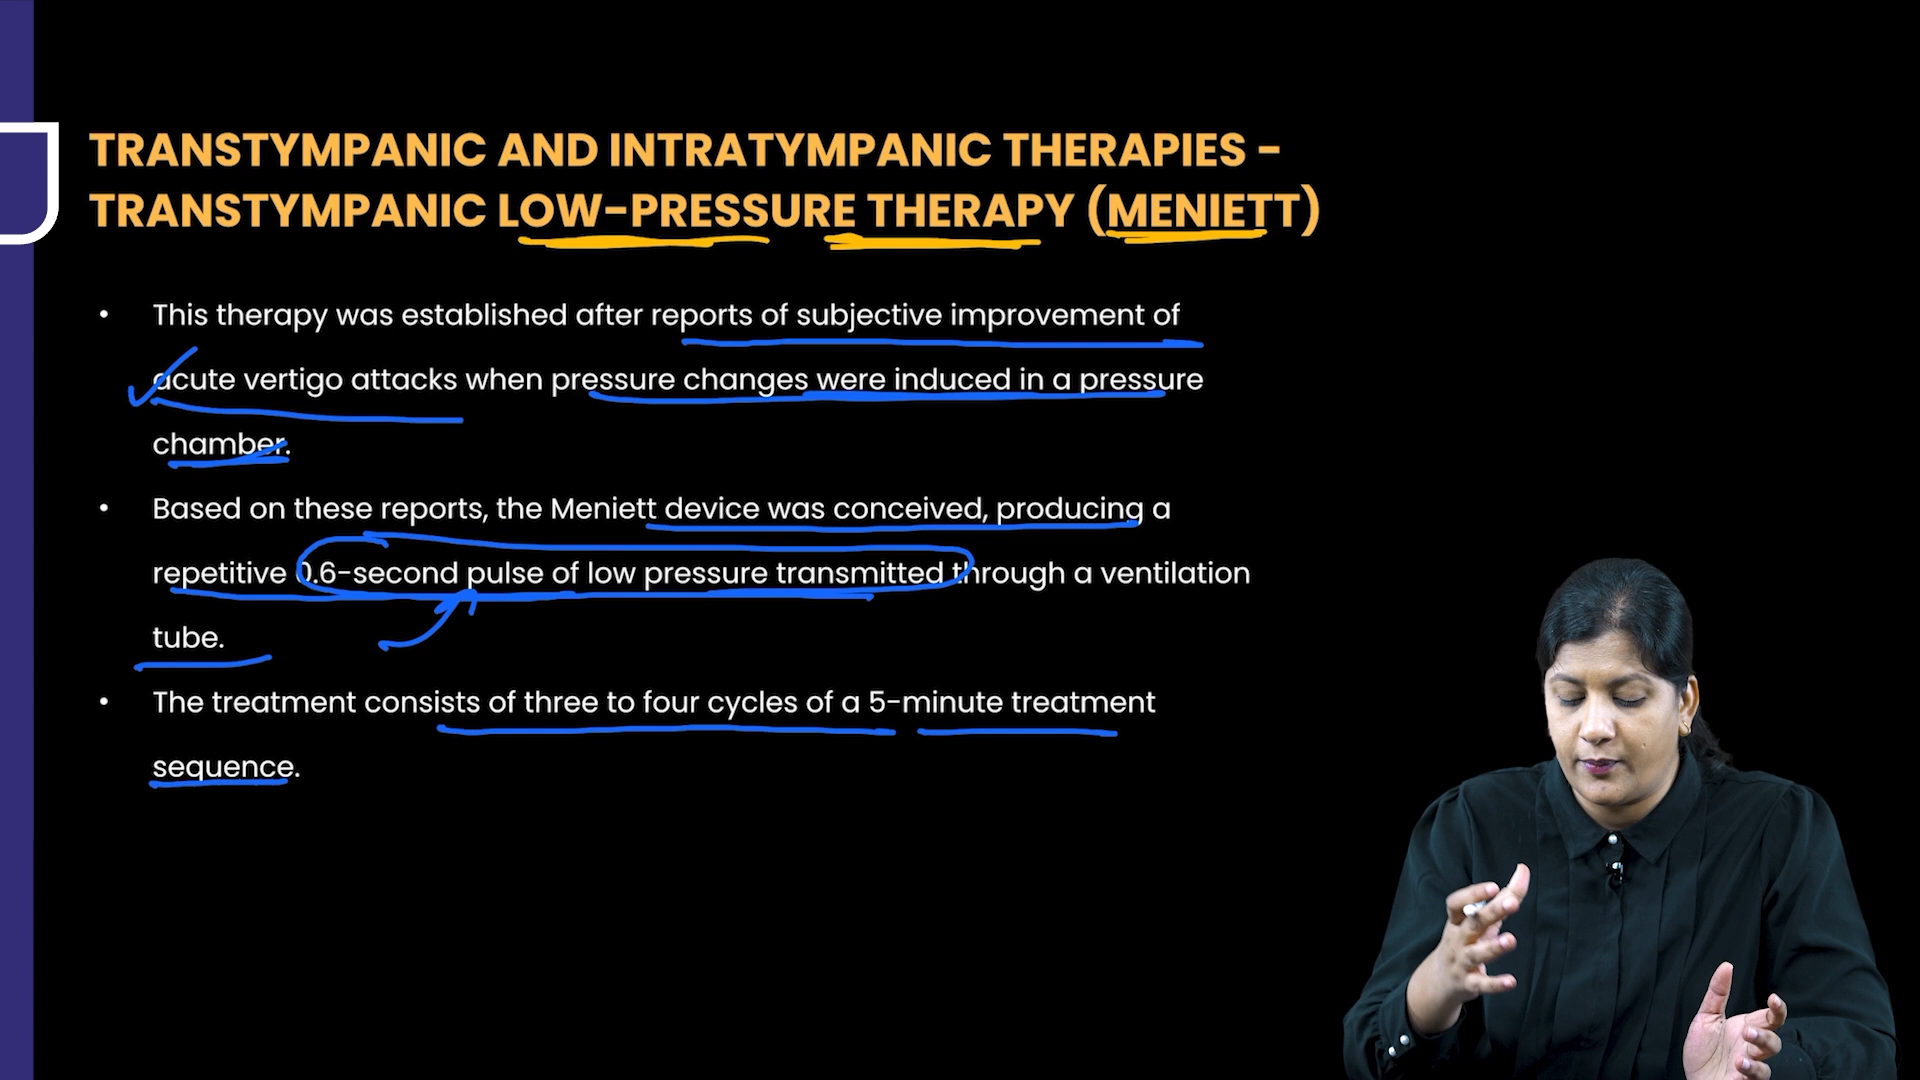 TRANSTYMPANIC AND INTRATYMPANIC THERAPIES -
TRANSTYMPANIC LOW-PRESSURE THERAPY (MENIETT)
• This therapy was established after reports of subjective improvement of
acute vertigo attacks when pressure changes were induced in a pressure
chamber.
• Based on these reports, the Meniett device was conceived, producing a
repetitive 0.6-second pulse of low pressure transmitted through a ventilation
tube.
• The treatment consists of three to four cycles of a 5-minute treatment
sequence.